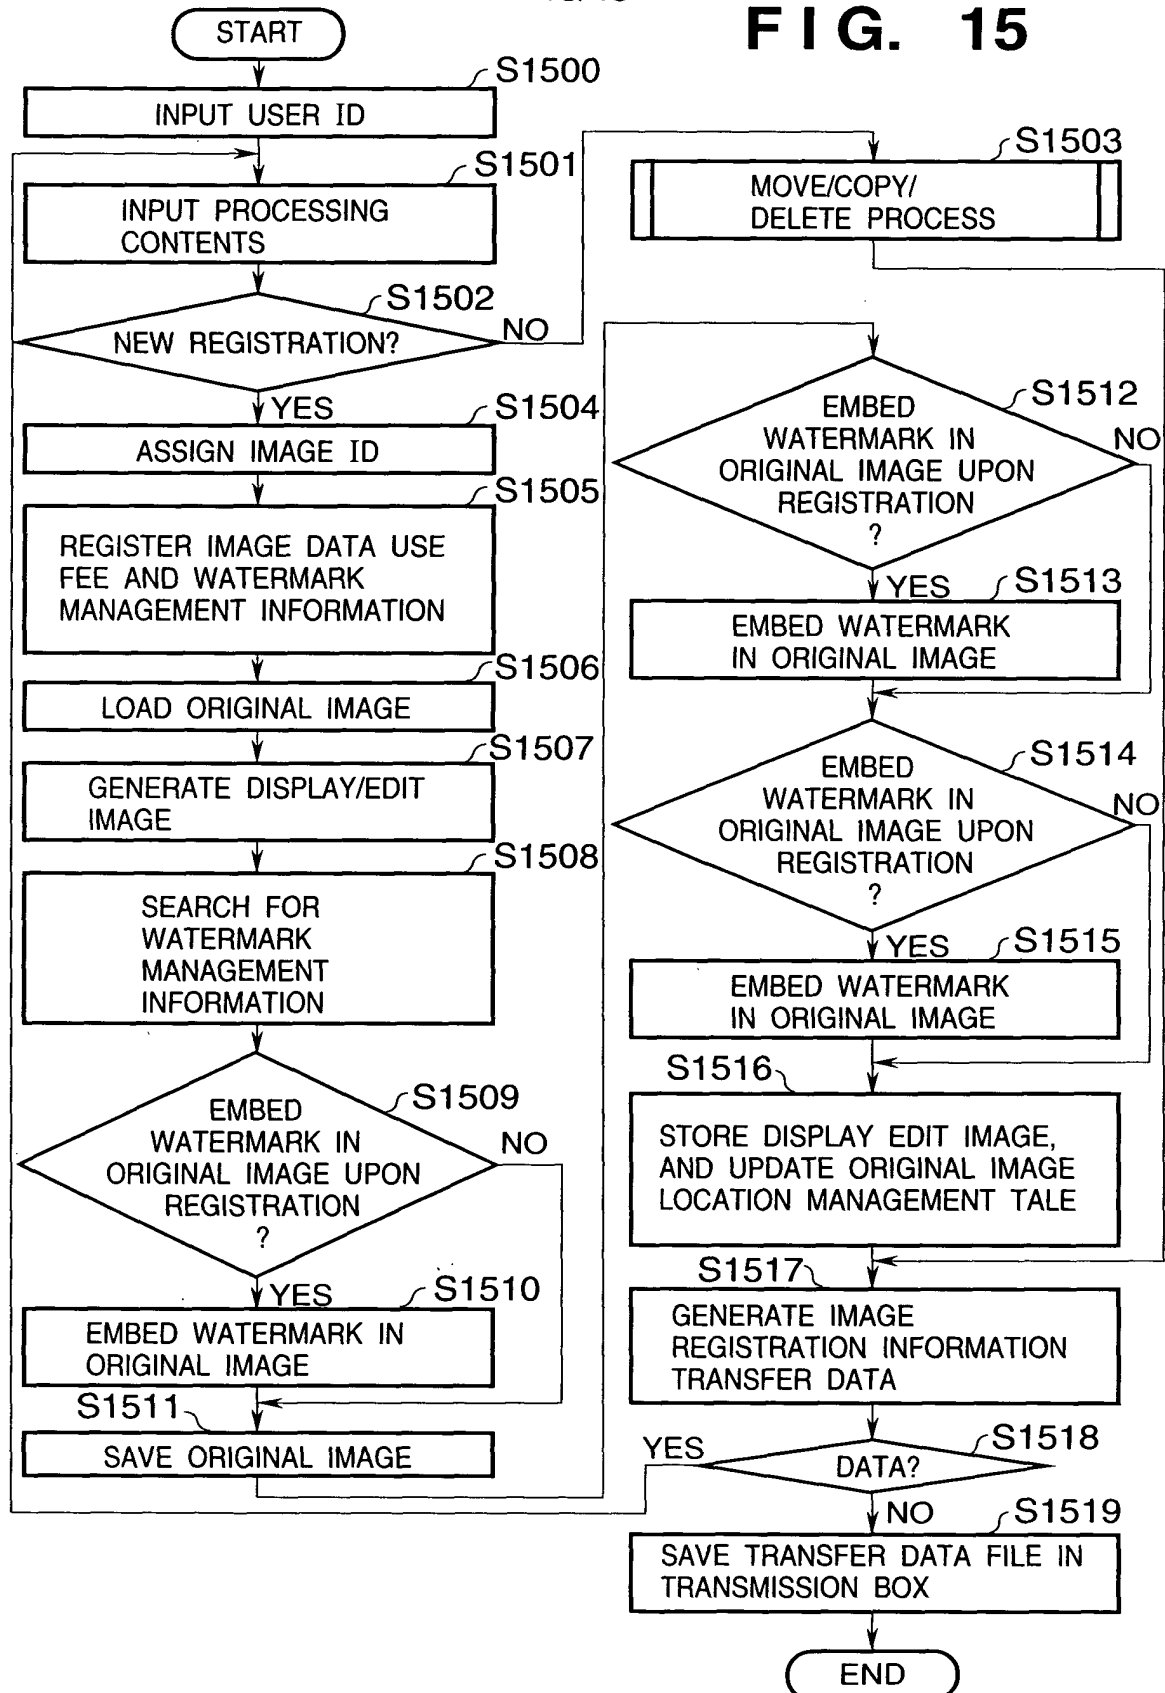 FIG. 15
START
S1500
INPUT USER ID
S1501
INPUT PROCESSING
CONTENTS
S1502
NEW REGISTRATION?
NO
YES
S1503
MOVE/COPY/
DELETE PROCESS
S1504
ASSIGN IMAGE ID
S1505
REGISTER IMAGE DATA USE
FEE AND WATERMARK
MANAGEMENT INFORMATION
S1506
LOAD ORIGINAL IMAGE
S1507
GENERATE DISPLAY/EDIT
IMAGE
S1508
SEARCH FOR
WATERMARK
MANAGEMENT
INFORMATION
S1509
EMBED
WATERMARK IN
ORIGINAL IMAGE UPON
REGISTRATION
?
NO
YES
S1510
EMBED WATERMARK IN
ORIGINAL IMAGE
S1511
SAVE ORIGINAL IMAGE
S1512
EMBED
WATERMARK IN
ORIGINAL IMAGE UPON
REGISTRATION
?
NO
YES
S1513
EMBED WATERMARK
IN ORIGINAL IMAGE
S1514
EMBED
WATERMARK IN
ORIGINAL IMAGE UPON
REGISTRATION
?
NO
YES
S1515
EMBED WATERMARK
IN ORIGINAL IMAGE
S1516
STORE DISPLAY EDIT IMAGE,
AND UPDATE ORIGINAL IMAGE
LOCATION MANAGEMENT TALE
S1517
GENERATE IMAGE
REGISTRATION INFORMATION
TRANSFER DATA
S1518
DATA?
YES
NO
S1519
SAVE TRANSFER DATA FILE IN
TRANSMISSION BOX
END